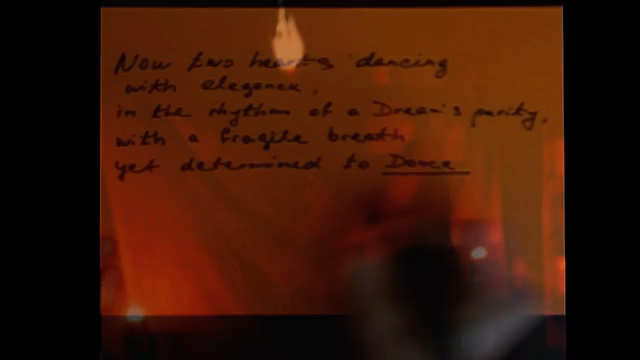 Now two hearts dancing
with elegance,
in the rhythm of a Dream's purity,
with a fragile breath
yet determined to Dance